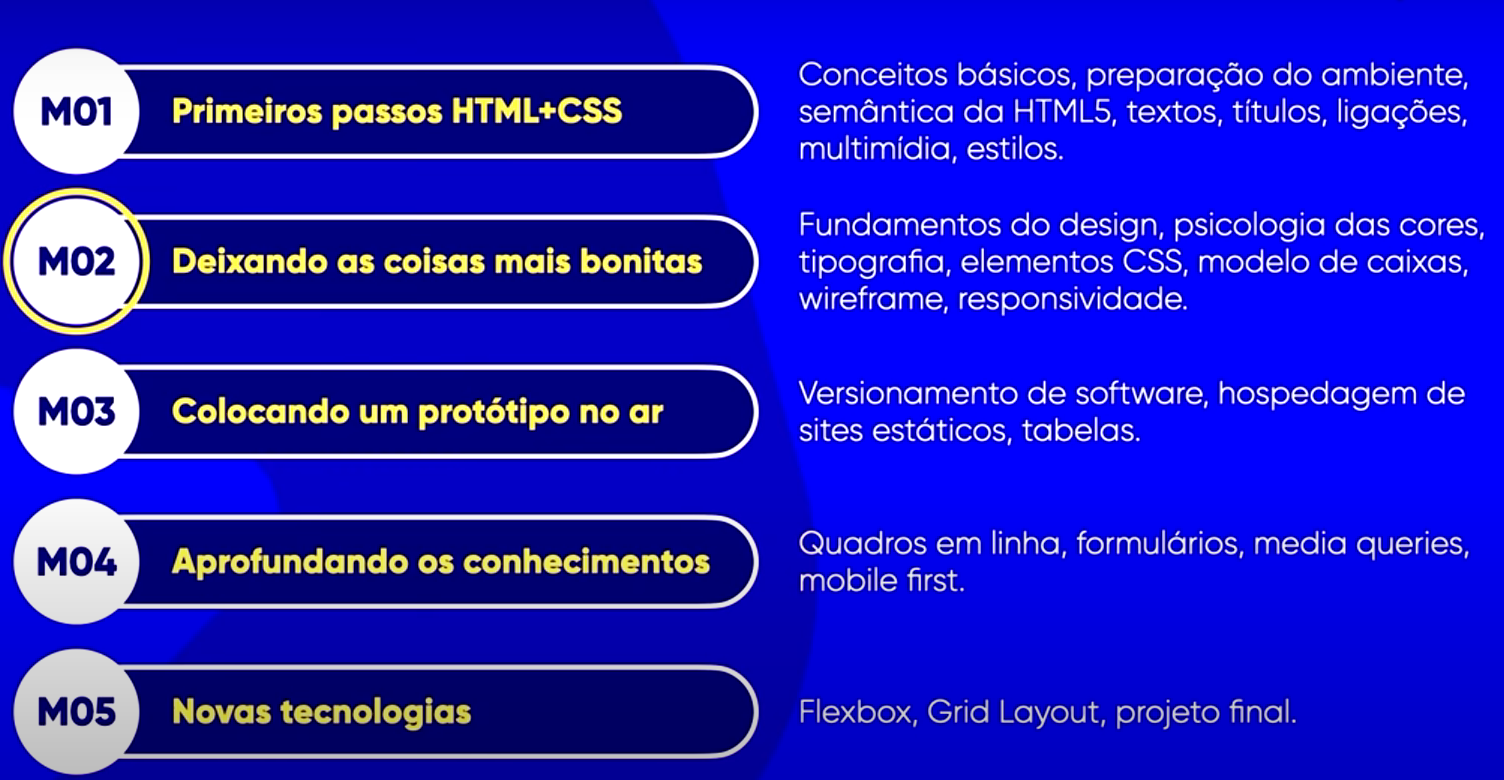 M01
Primeiros passos HTML+CSS
Conceitos básicos, preparação do ambiente,
semântica da HTML5, textos, títulos, ligações,
multimídia, estilos.
M02
Deixando as coisas mais bonitas
Fundamentos do design, psicologia das cores,
tipografia, elementos CSS, modelo de caixas,
wireframe, responsividade.
M03
Colocando um protótipo no ar
Versionamento de software, hospedagem de
sites estáticos, tabelas.
M04
Aprofundando os conhecimentos
Quadros em linha, formulários, media queries,
mobile first.
M05
Novas tecnologias
Flexbox, Grid Layout, projeto final.